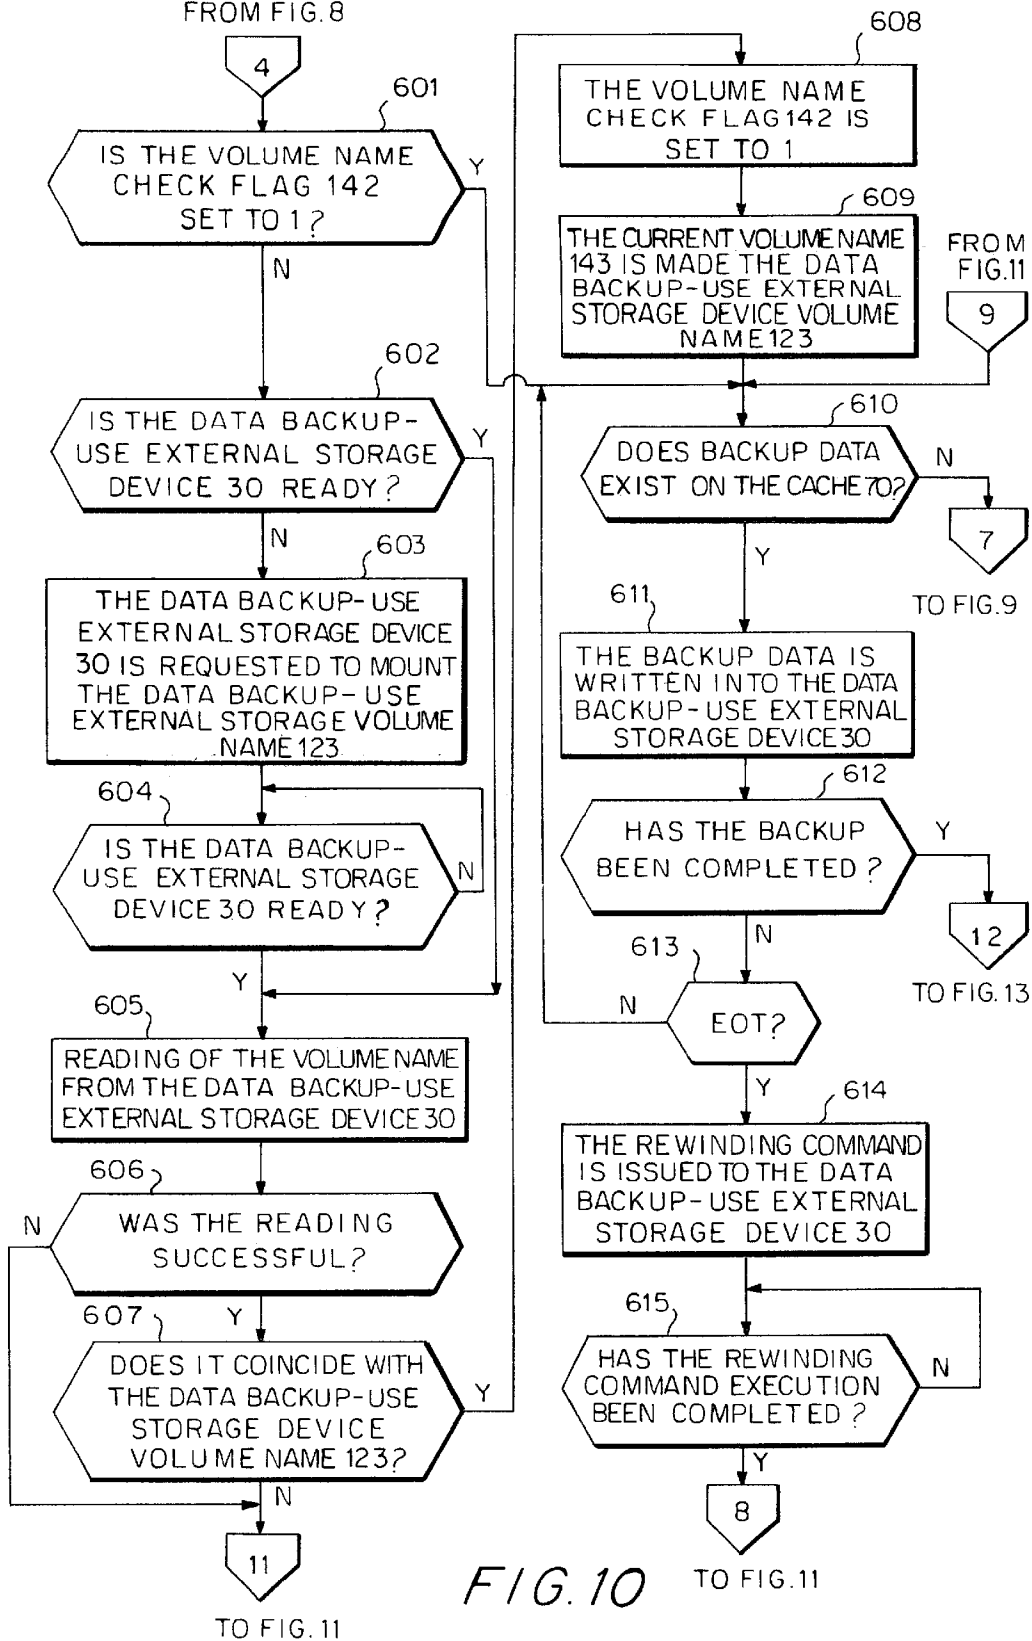 FROM FIG.8
4
601
IS THE VOLUME NAME
CHECK FLAG 142
SET TO 1?
Y
N
602
IS THE DATA BACKUP-
USE EXTERNAL STORAGE
DEVICE 30 READY?
Y
N
603
THE DATA BACKUP-USE
EXTERNAL STORAGE DEVICE
30 IS REQUESTED TO MOUNT
THE DATA BACKUP-USE
EXTERNAL STORAGE VOLUME
NAME 123
604
IS THE DATA BACKUP-
USE EXTERNAL STORAGE
DEVICE 30 READY?
N
Y
605
READING OF THE VOLUME NAME
FROM THE DATA BACKUP-USE
EXTERNAL STORAGE DEVICE 30
606
WAS THE READING
SUCCESSFUL?
N
Y
607
DOES IT COINCIDE WITH
THE DATA BACKUP-USE
STORAGE DEVICE
VOLUME NAME 123?
Y
N
11
TO FIG.11
608
THE VOLUME NAME
CHECK FLAG 142 IS
SET TO 1
609
THE CURRENT VOLUME NAME
143 IS MADE THE DATA
BACKUP-USE EXTERNAL
STORAGE DEVICE VOLUME
NAME 123
FROM
FIG.11
9
610
DOES BACKUP DATA
EXIST ON THE CACHE 70?
N
7
TO FIG.9
Y
611
THE BACKUP DATA IS
WRITTEN INTO THE DATA
BACKUP-USE EXTERNAL
STORAGE DEVICE 30
612
HAS THE BACKUP
BEEN COMPLETED?
Y
12
TO FIG.13
N
613
EOT?
N
Y
614
THE REWINDING COMMAND
IS ISSUED TO THE DATA
BACKUP-USE EXTERNAL
STORAGE DEVICE 30
615
HAS THE REWINDING
COMMAND EXECUTION
BEEN COMPLETED?
N
Y
8
TO FIG.11
FIG.10